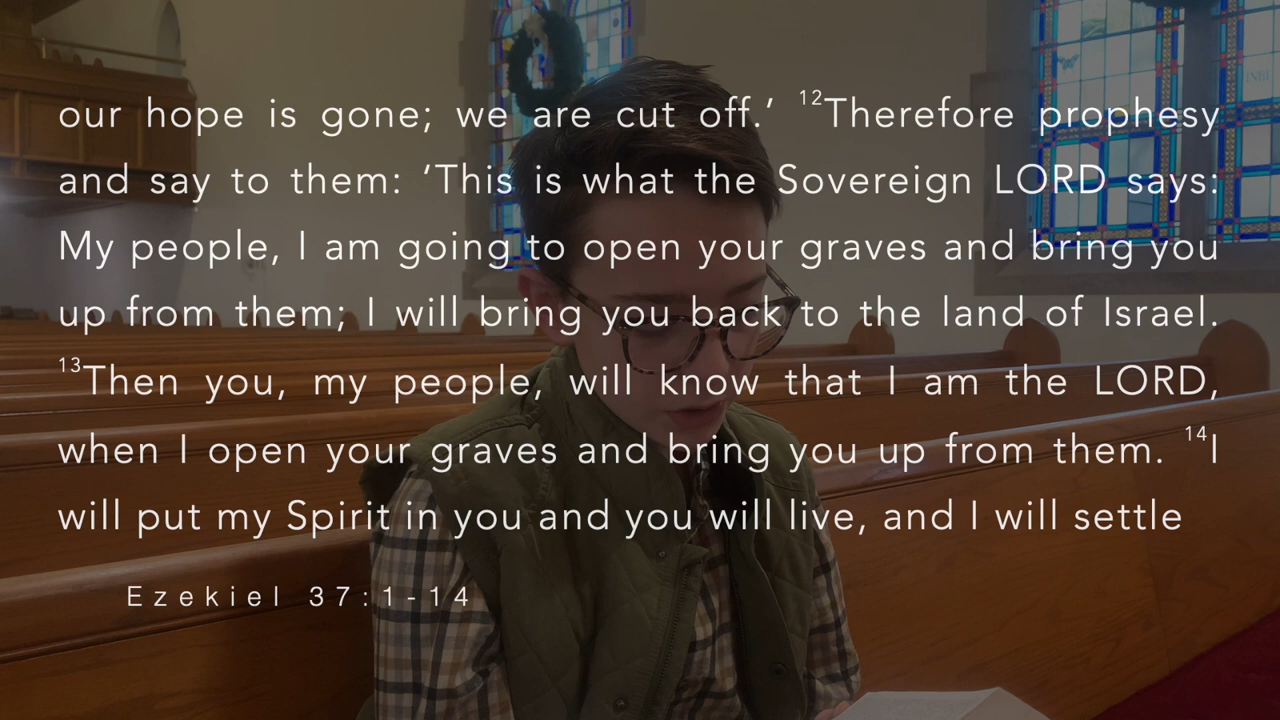 our hope is gone; we are cut off.’ ¹²Therefore prophesy
and say to them: ‘This is what the Sovereign LORD says:
My people, I am going to open your graves and bring you
up from them; I will bring you back to the land of Israel.
¹³Then you, my people, will know that I am the LORD,
when I open your graves and bring you up from them. ¹⁴I
will put my Spirit in you and you will live, and I will settle
Ezekiel 37:1-14